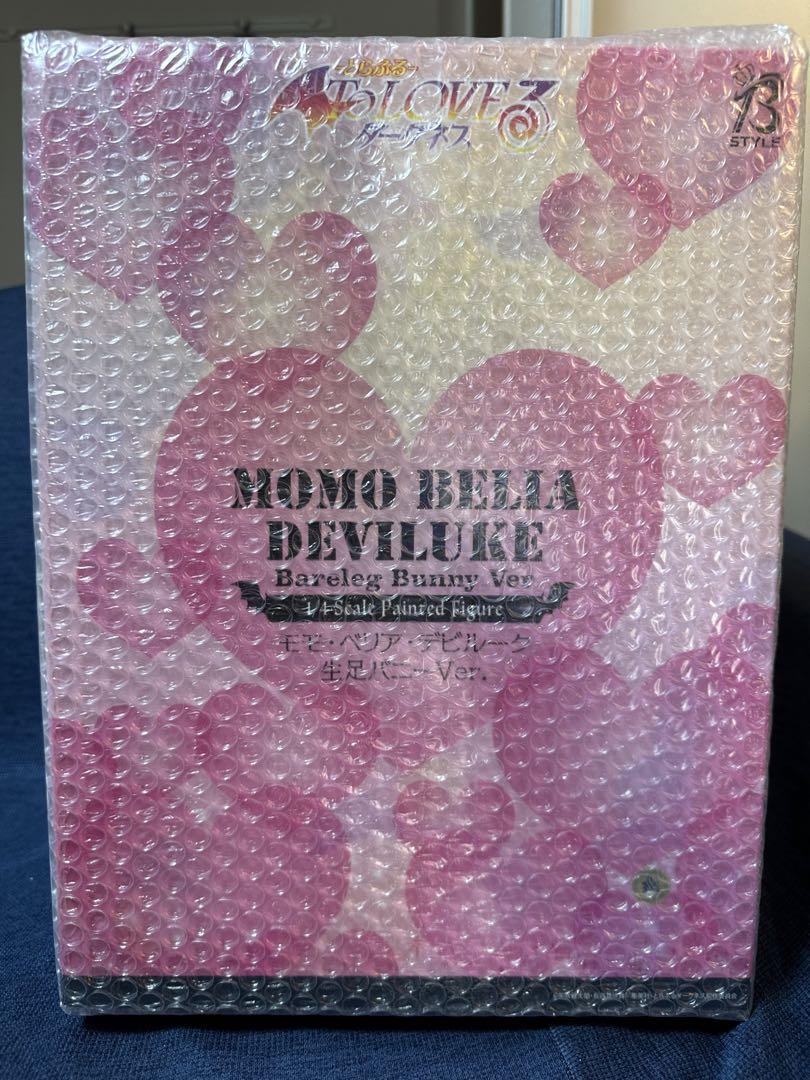 -とらぶる-
To LOVEる
ダークネス
B
STYLE
MOMO BELIA
DEVILUKE
Bareleg Bunny Ver
1/4 Scale Painted Figure
モモ・ベリア・デビルーク
生足バニーVer.